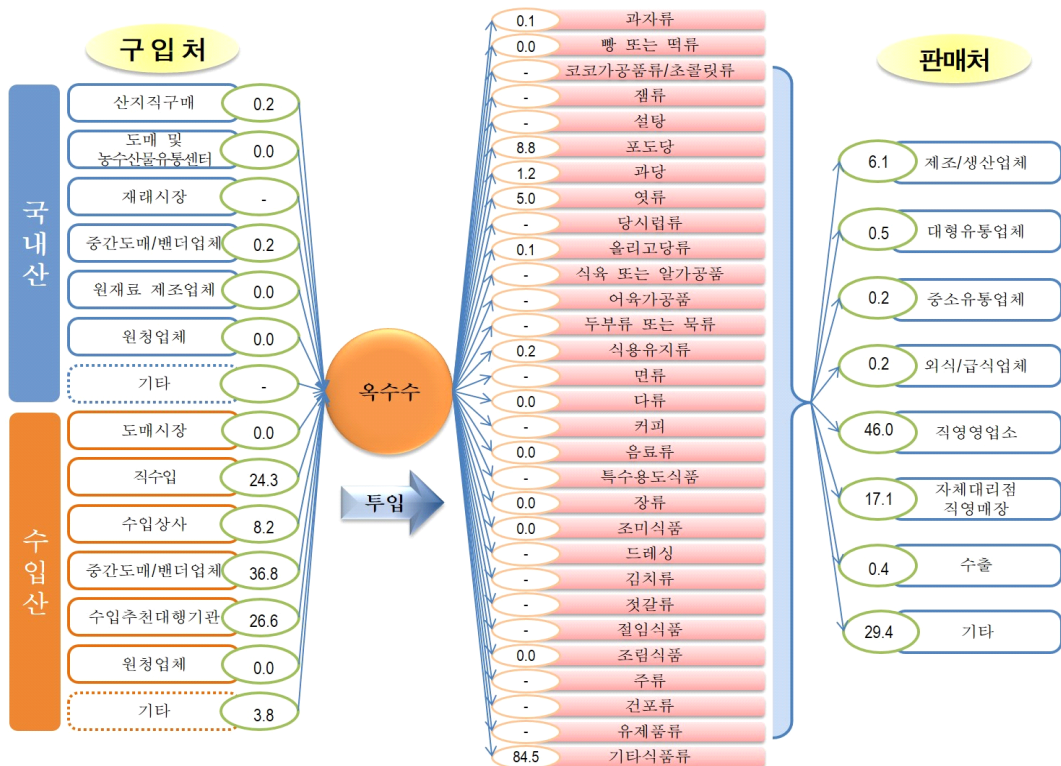 구입처
국내산
산지직구매 0.2
도매 및
농수산물유통센터 0.0
재래시장 -
중간도매/밴더업체 0.2
원재료 제조업체 0.0
원청업체 0.0
기타 -
수입산
도매시장 0.0
직수입 24.3
수입상사 8.2
중간도매/밴더업체 36.8
수입추천대행기관 26.6
원청업체 0.0
기타 3.8
옥수수
투입
0.1 과자류
0.0 빵 또는 떡류
- 코코가공품류/초콜릿류
- 잼류
- 설탕
8.8 포도당
1.2 과당
5.0 엿류
- 당시럽류
0.1 올리고당류
- 식육 또는 알가공품
- 어육가공품
- 두부류 또는 묵류
0.2 식용유지류
- 면류
0.0 다류
- 커피
0.0 음료류
- 특수용도식품
0.0 장류
0.0 조미식품
- 드레싱
- 김치류
- 젓갈류
- 절임식품
0.0 조림식품
- 주류
- 건포류
- 유제품류
84.5 기타식품류
판매처
6.1 제조/생산업체
0.5 대형유통업체
0.2 중소유통업체
0.2 외식/급식업체
46.0 직영영업소
17.1 자체대리점
직영매장
0.4 수출
29.4 기타